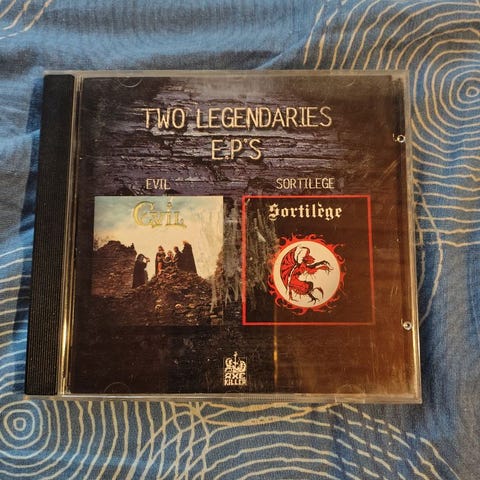 TWO LEGENDARIES
E.P'S
EVIL
SORTILEGE
EVIL
Sortilège
AXE
KILLER